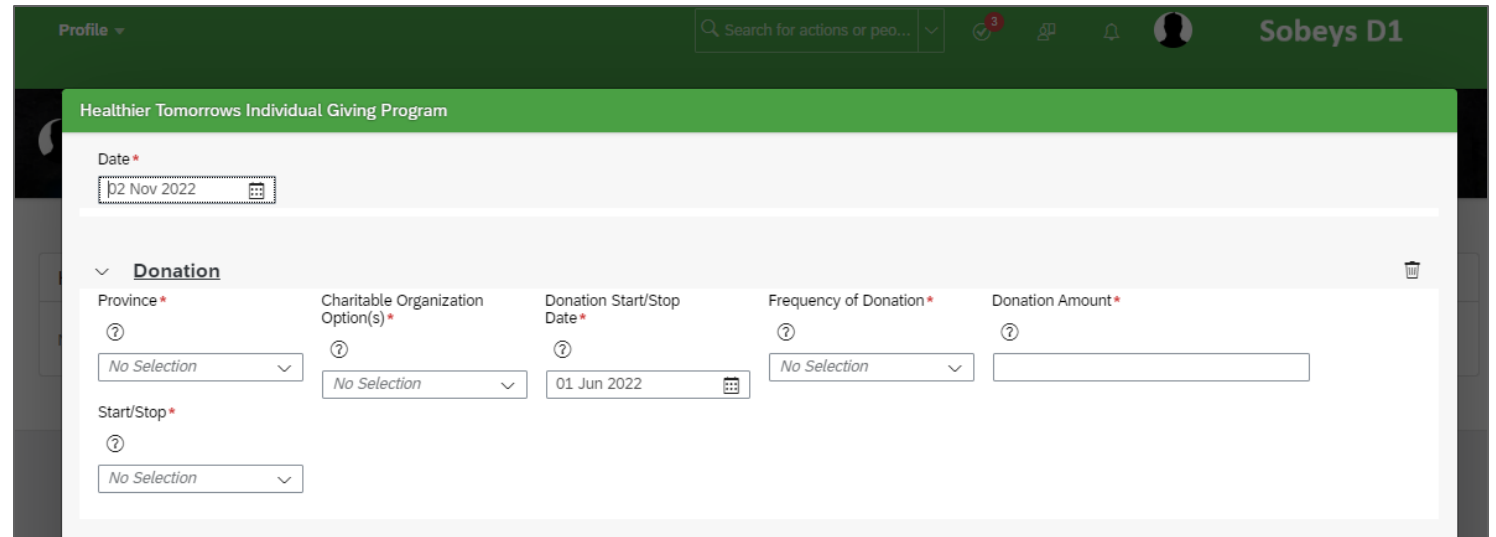 Profile
Search for actions or peo...
3
Sobeys D1
Healthier Tomorrows Individual Giving Program
Date*
02 Nov 2022
Donation
Province*
Charitable Organization
Option(s)*
Donation Start/Stop
Date*
Frequency of Donation*
Donation Amount*
No Selection
No Selection
01 Jun 2022
No Selection
Start/Stop*
No Selection